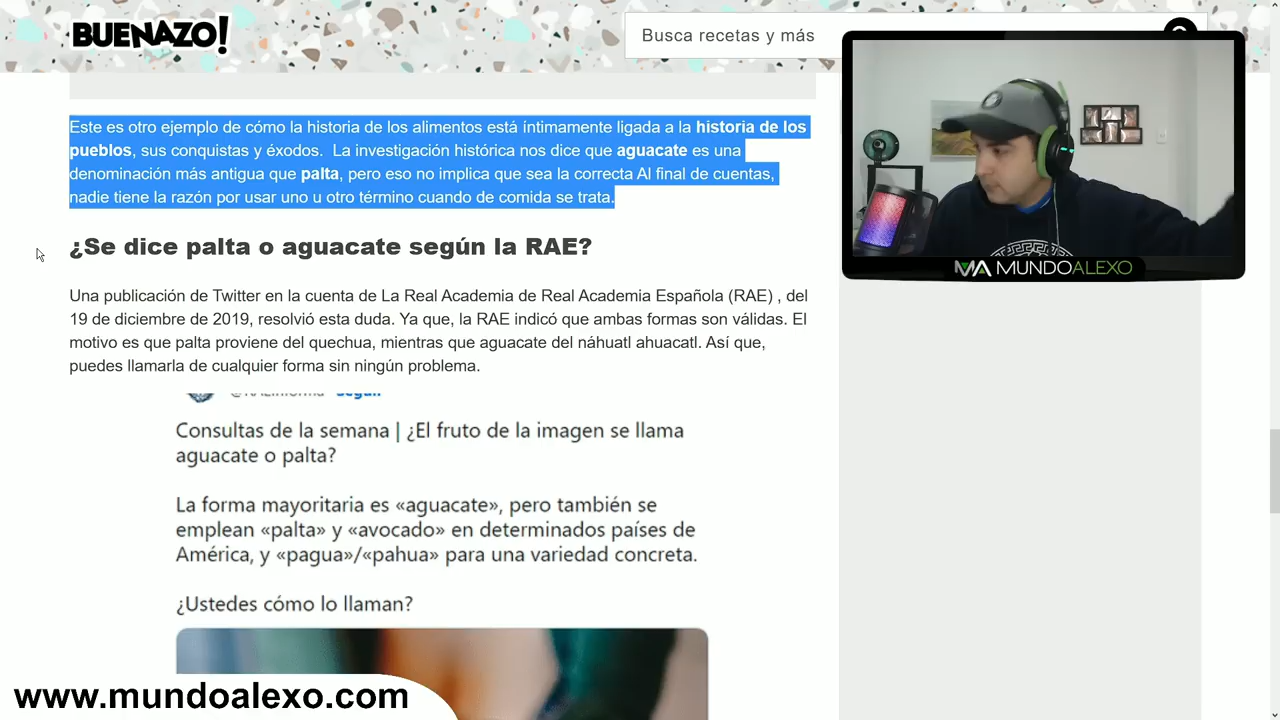 BUENAZO!
Busca recetas y más
Este es otro ejemplo de cómo la historia de los alimentos está íntimamente ligada a la historia de los
pueblos, sus conquistas y éxodos. La investigación histórica nos dice que aguacate es una
denominación más antigua que palta, pero eso no implica que sea la correcta Al final de cuentas,
nadie tiene la razón por usar uno u otro término cuando de comida se trata.
MA MUNDOALEXO
¿Se dice palta o aguacate según la RAE?
Una publicación de Twitter en la cuenta de La Real Academia de Real Academia Española (RAE) , del
19 de diciembre de 2019, resolvió esta duda. Ya que, la RAE indicó que ambas formas son válidas. El
motivo es que palta proviene del quechua, mientras que aguacate del náhuatl ahuacatl. Así que,
puedes llamarla de cualquier forma sin ningún problema.
@RAEinforma Seguir
Consultas de la semana | ¿El fruto de la imagen se llama
aguacate o palta?
La forma mayoritaria es «aguacate», pero también se
emplean «palta» y «avocado» en determinados países de
América, y «pagua»/«pahua» para una variedad concreta.
¿Ustedes cómo lo llaman?
www.mundoalexo.com